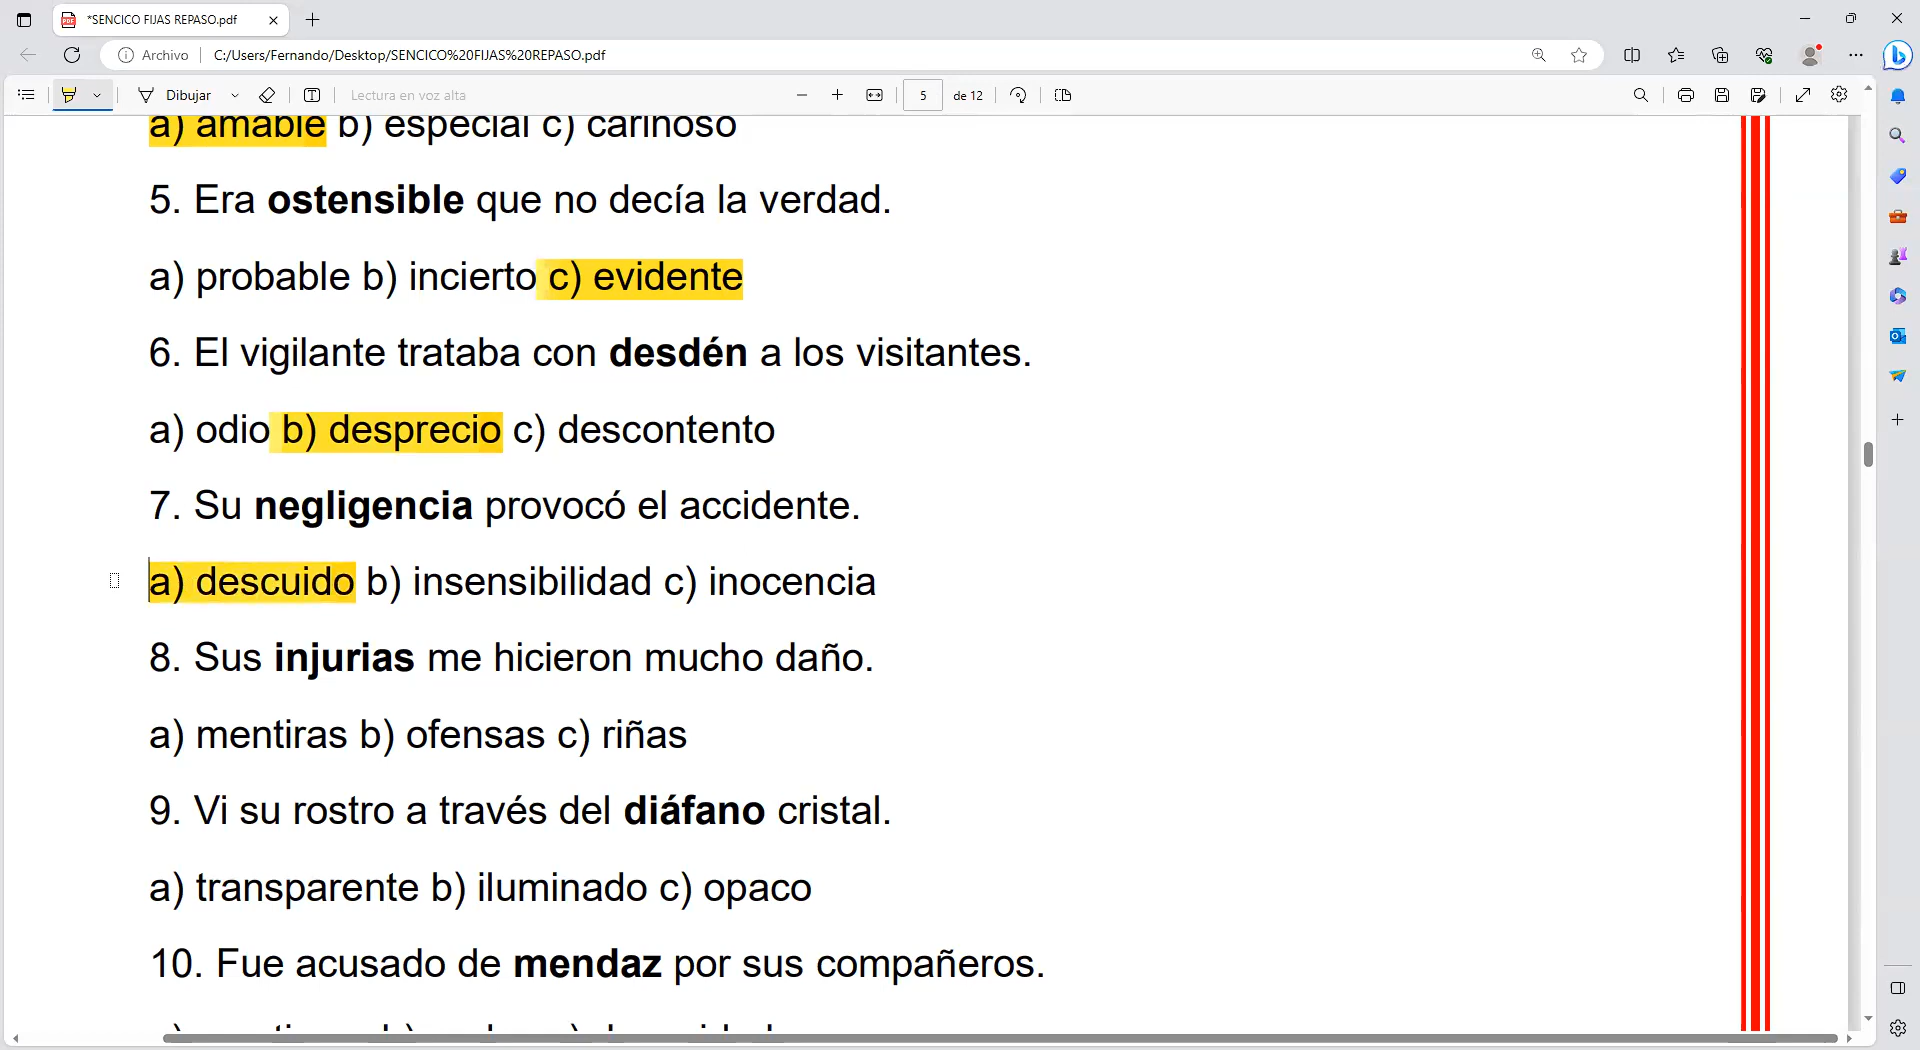 *SENCICO FIJAS REPASO.pdf
Archivo C:/Users/Fernando/Desktop/SENCICO%20FIJAS%20REPASO.pdf
Dibujar Lectura en voz alta 5 de 12
a) amable b) especial c) cariñoso
5. Era ostensible que no decía la verdad.
a) probable b) incierto c) evidente
6. El vigilante trataba con desdén a los visitantes.
a) odio b) desprecio c) descontento
7. Su negligencia provocó el accidente.
a) descuido b) insensibilidad c) inocencia
8. Sus injurias me hicieron mucho daño.
a) mentiras b) ofensas c) riñas
9. Vi su rostro a través del diáfano cristal.
a) transparente b) iluminado c) opaco
10. Fue acusado de mendaz por sus compañeros.